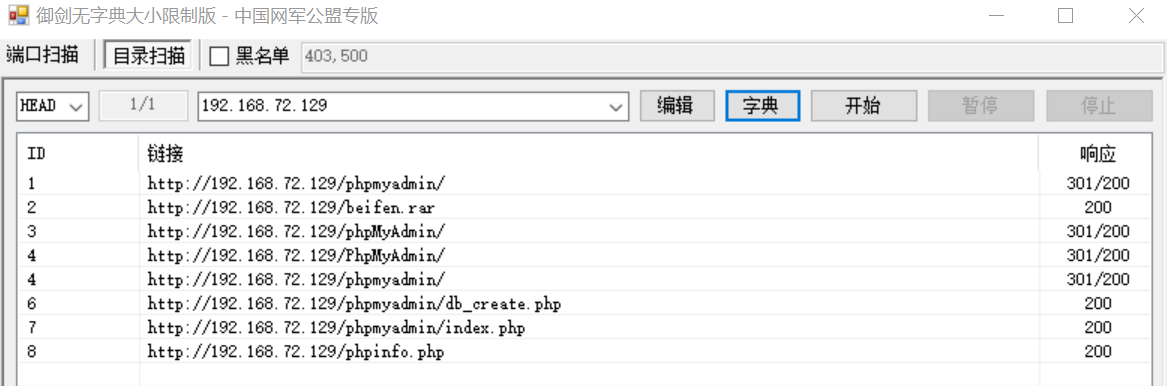 御剑无字典大小限制版 - 中国网军公盟专版
端口扫描 目录扫描 黑名单 403,500
HEAD 1/1 192.168.72.129 编辑 字典 开始 暂停 停止
ID 链接 响应
1 http://192.168.72.129/phpmyadmin/ 301/200
2 http://192.168.72.129/beifen.rar 200
3 http://192.168.72.129/phpMyAdmin/ 301/200
4 http://192.168.72.129/PhpMyAdmin/ 301/200
4 http://192.168.72.129/phpmyadmin/ 301/200
6 http://192.168.72.129/phpmyadmin/db_create.php 200
7 http://192.168.72.129/phpmyadmin/index.php 200
8 http://192.168.72.129/phpinfo.php 200